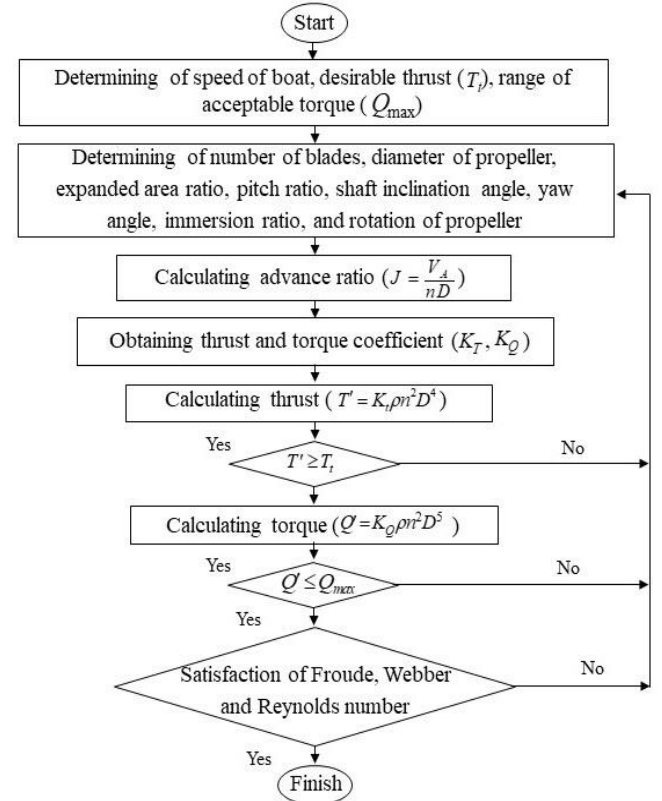 Start
Determining of speed of boat, desirable thrust (T_t), range of
acceptable torque (Q_max)
Determining of number of blades, diameter of propeller,
expanded area ratio, pitch ratio, shaft inclination angle, yaw
angle, immersion ratio, and rotation of propeller
Calculating advance ratio (J = V_A / nD)
Obtaining thrust and torque coefficient (K_T, K_Q)
Calculating thrust (T' = K_t ρn²D⁴)
Yes
No
T' ≥ T_t
Calculating torque (Q' = K_Q ρn²D⁵)
Yes
No
Q' ≤ Q_max
Yes
No
Satisfaction of Froude, Webber
and Reynolds number
Yes
Finish